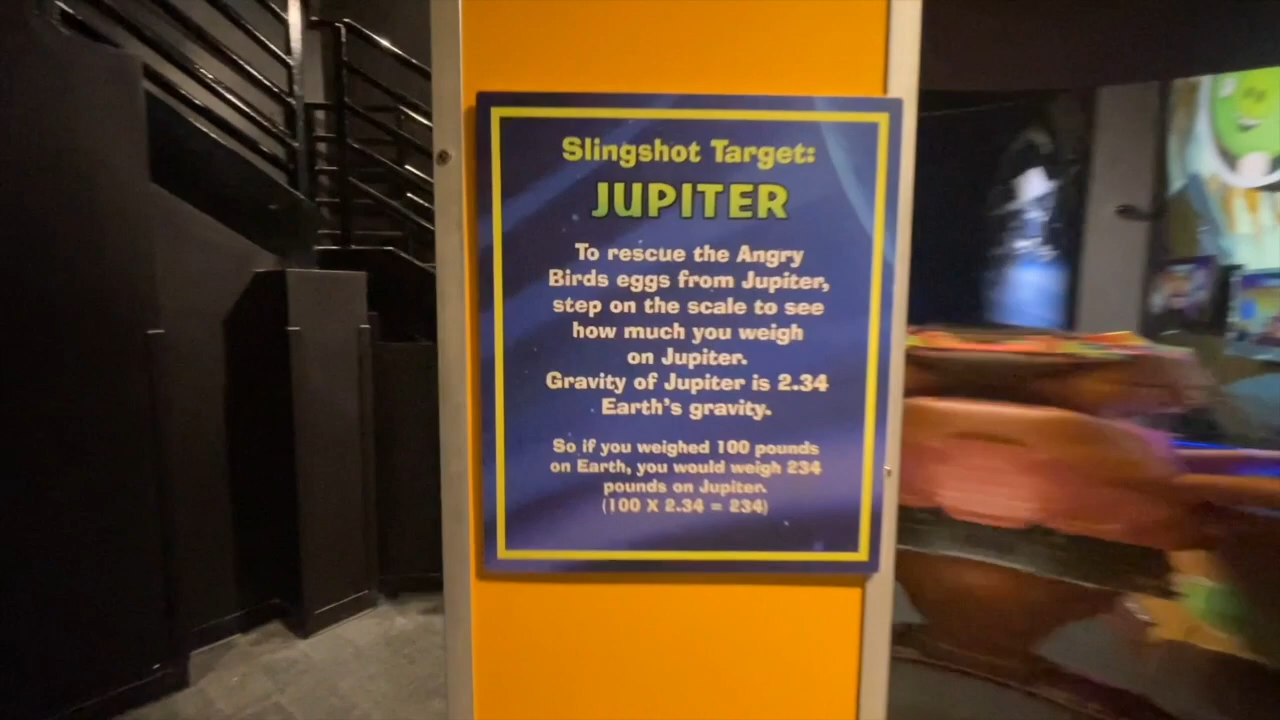 Slingshot Target:
JUPITER
To rescue the Angry
Birds eggs from Jupiter,
step on the scale to see
how much you weigh
on Jupiter.
Gravity of Jupiter is 2.34
Earth's gravity.
So if you weighed 100 pounds
on Earth, you would weigh 234
pounds on Jupiter.
(100 X 2.34 = 234)